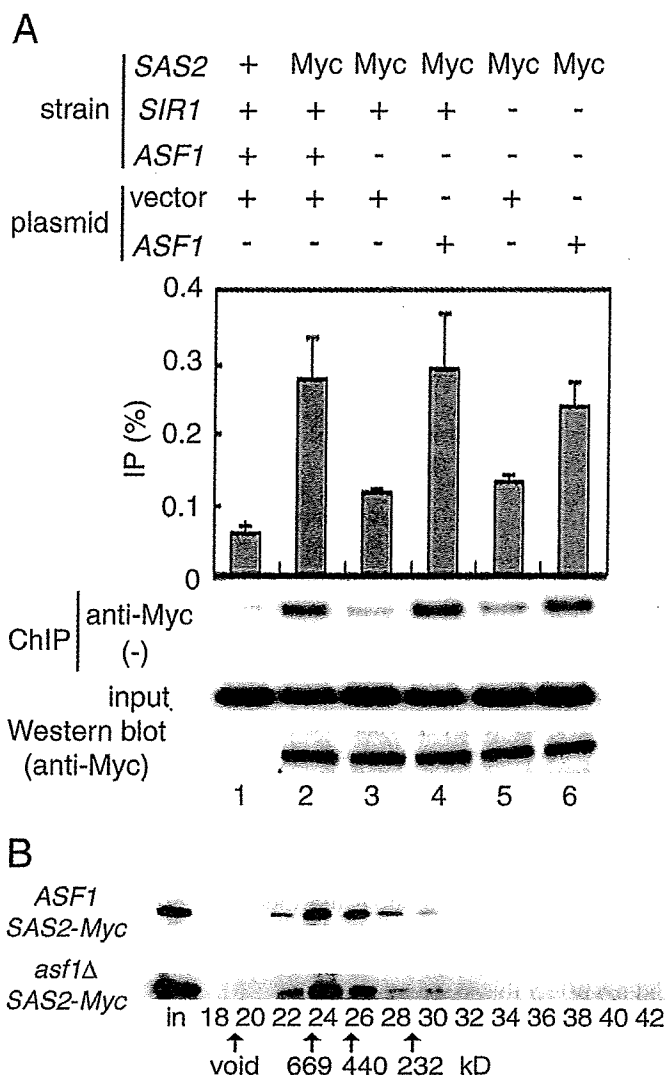 A
SAS2 + Myc Myc Myc Myc Myc
strain SIR1 + + + + - -
ASF1 + + - - - -
plasmid vector + + + - + -
ASF1 - - - + - +
0.4
0.3
0.2
0.1
0
IP (%)
ChIP anti-Myc
(-)
input
Western blot
(anti-Myc)
1 2 3 4 5 6
B
ASF1
SAS2-Myc
asf1Δ
SAS2-Myc
in 18 20 22 24 26 28 30 32 34 36 38 40 42
void 669 440 232 kD